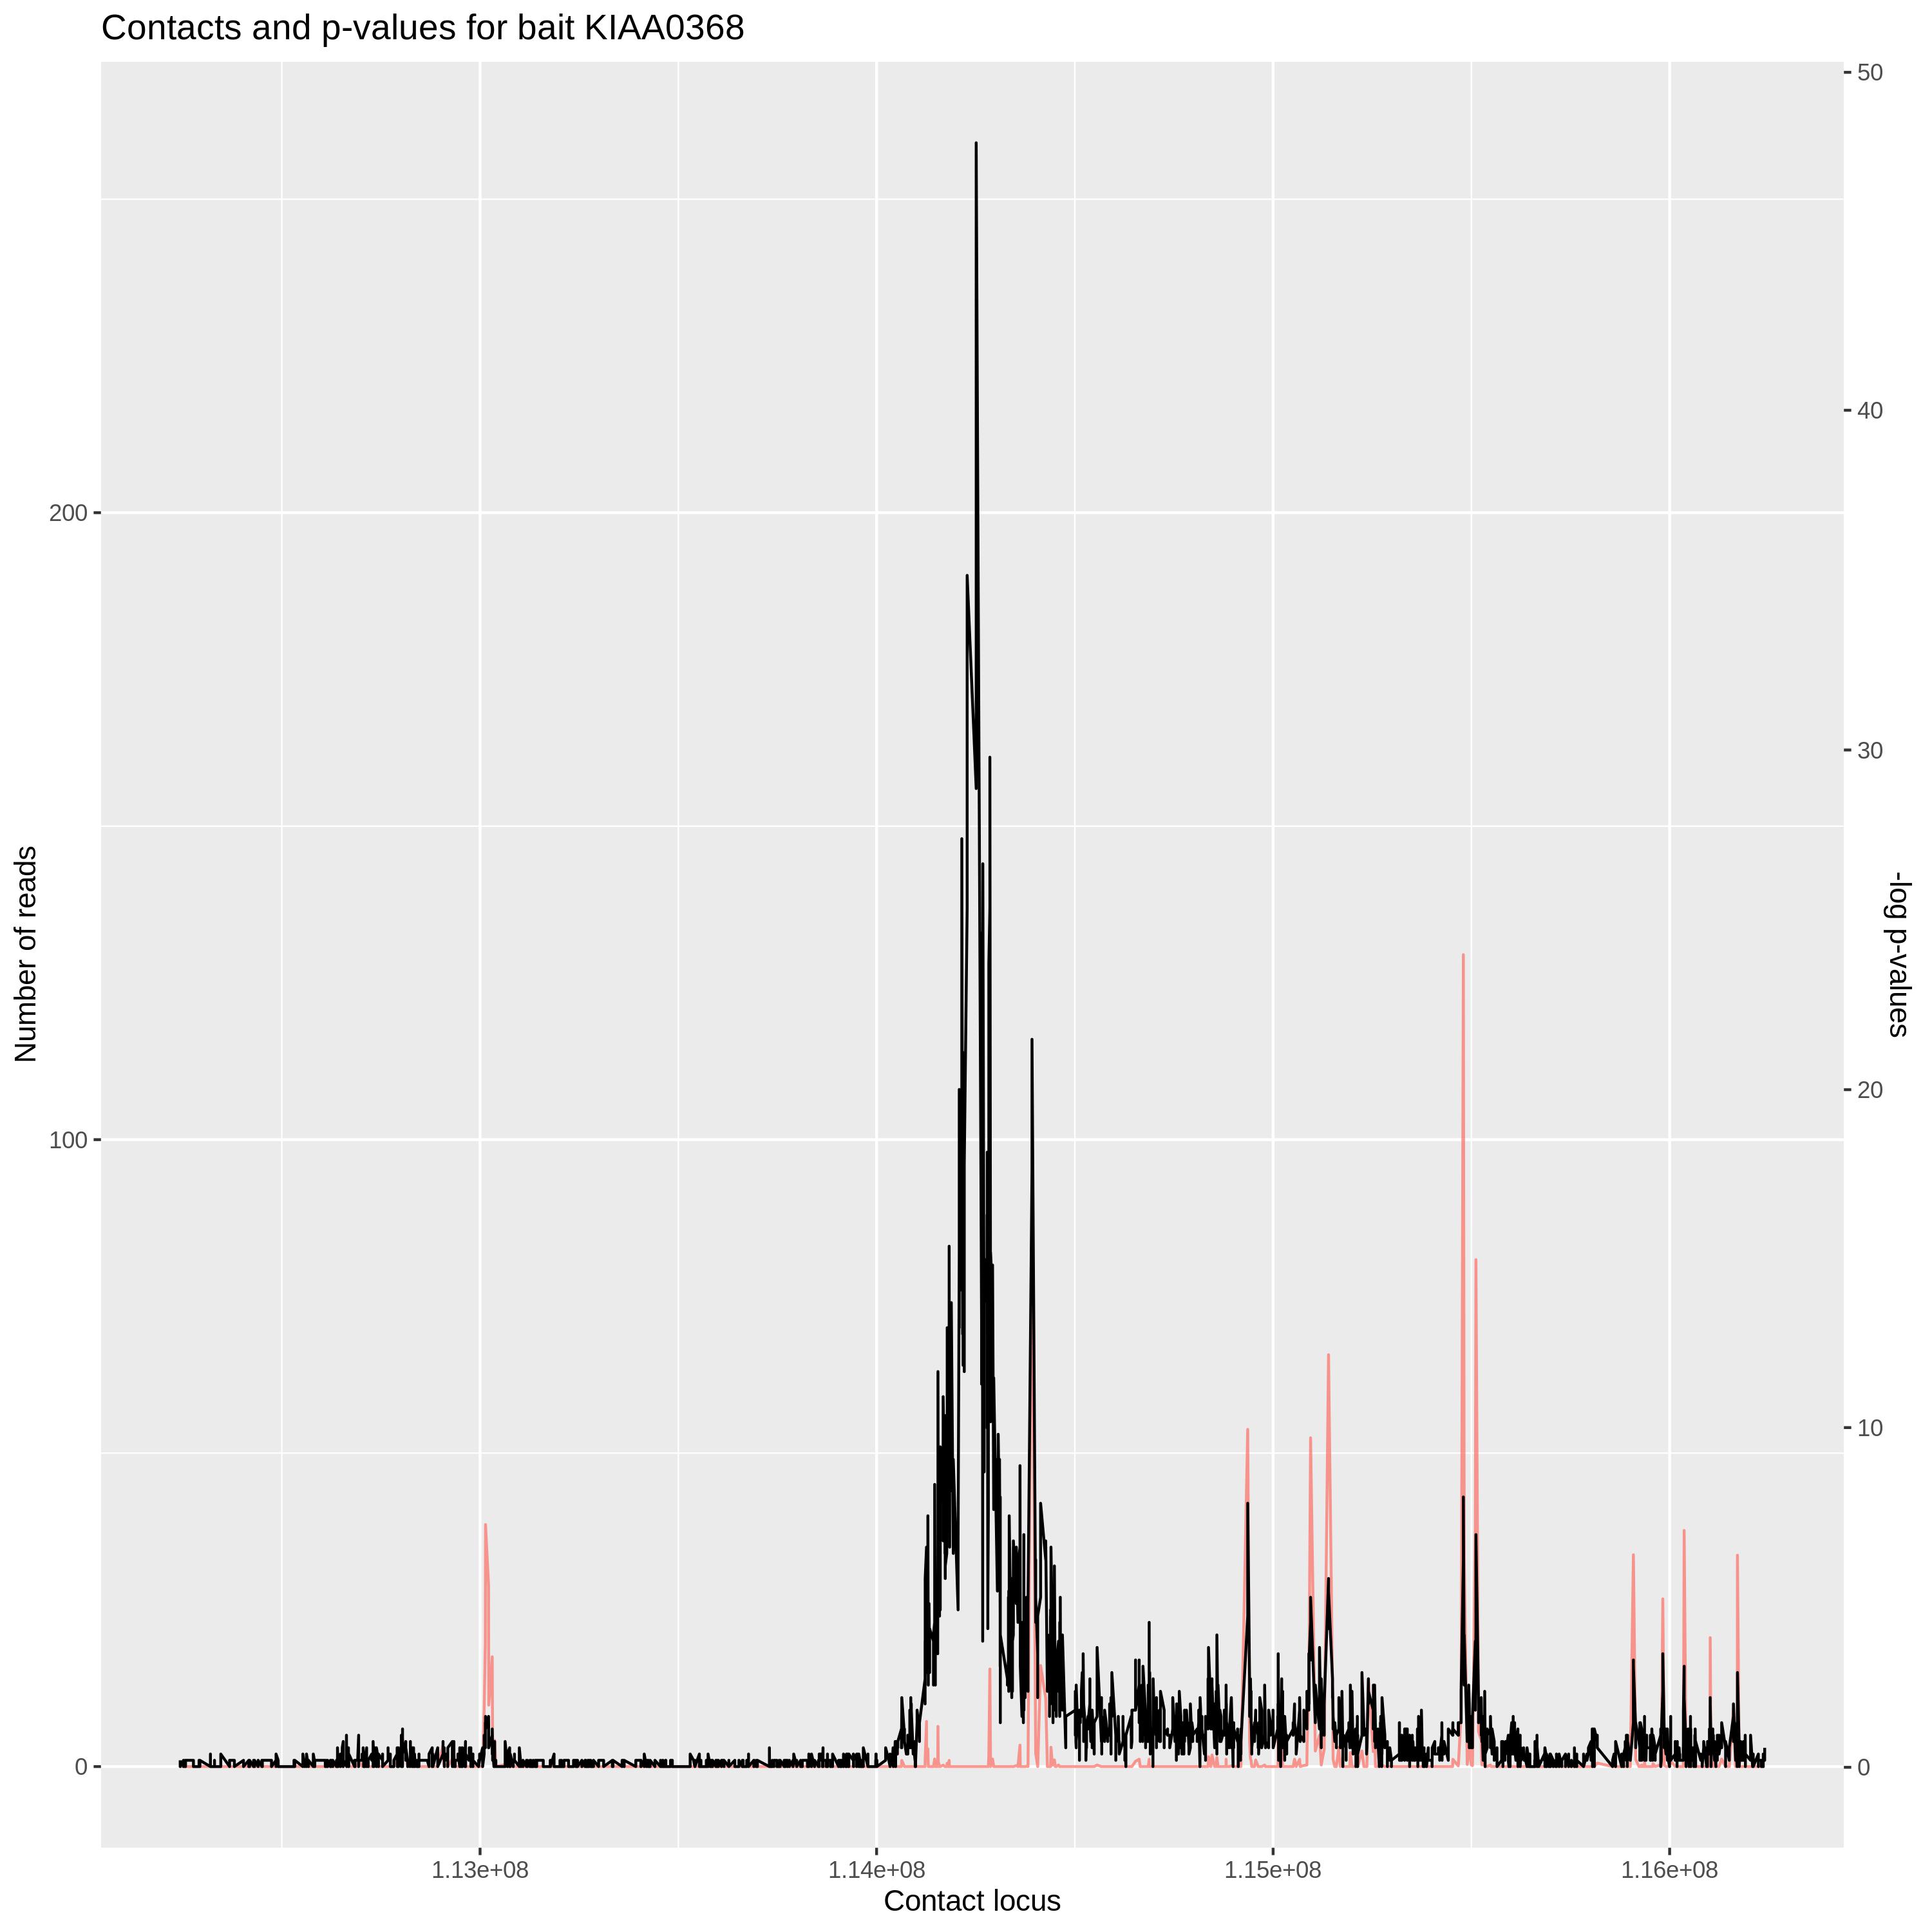 Contacts and p-values for bait KIAA0368
Number of reads
200
100
0
50
40
30
20
10
0
-log p-values
1.13e+08 1.14e+08 1.15e+08 1.16e+08
Contact locus